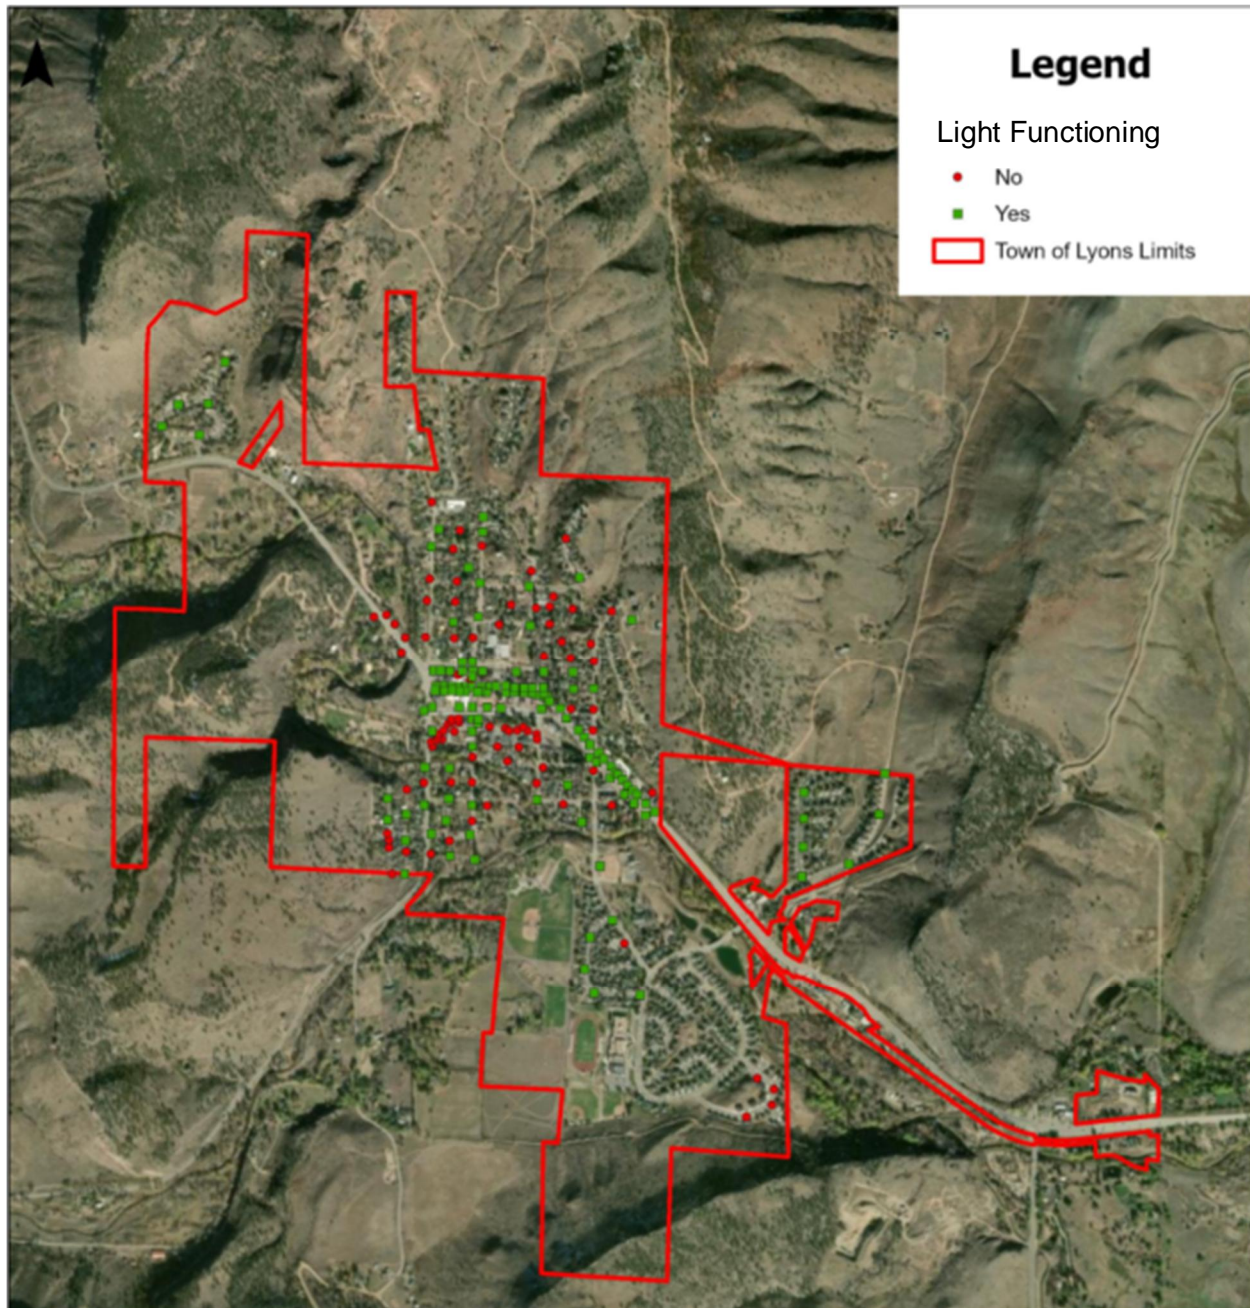 Legend
Light Functioning
No
Yes
Town of Lyons Limits